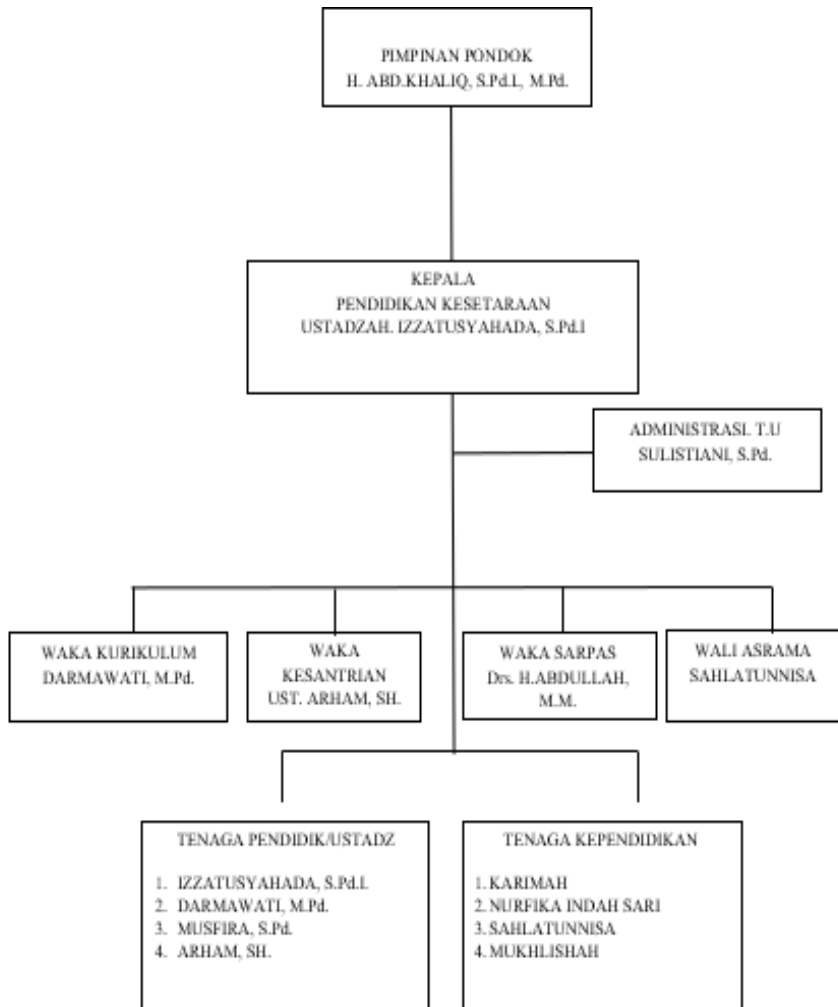 PIMPINAN PONDOK
H. ABD.KHALIQ, S.Pd.I., M.Pd.
KEPALA
PENDIDIKAN KESETARAAN
USTADZAH. IZZATUSYAHADA, S.Pd.I
ADMINISTRASI. T.U
SULISTIANI, S.Pd.
WAKA KURIKULUM
DARMAWATI, M.Pd.
WAKA
KESANTRIAN
UST. ARHAM, SH.
WAKA SARPAS
Drs. H.ABDULLAH,
M.M.
WALI ASRAMA
SAHLATUNNISA
TENAGA PENDIDIK/USTADZ
1. IZZATUSYAHADA, S.Pd.I.
2. DARMAWATI, M.Pd.
3. MUSFIRA, S.Pd.
4. ARHAM, SH.
TENAGA KEPENDIDIKAN
1. KARIMAH
2. NURFIKA INDAH SARI
3. SAHLATUNNISA
4. MUKHLISHAH